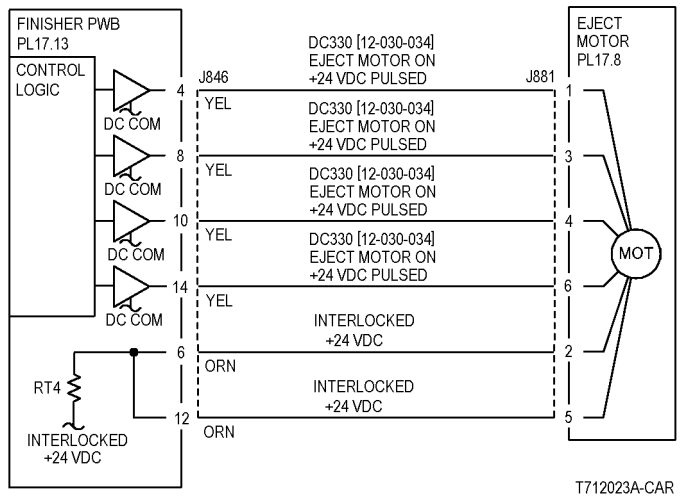 FINISHER PWB
PL17.13
CONTROL
LOGIC
DC COM
DC COM
DC COM
DC COM
RT4
INTERLOCKED
+24 VDC
4
8
10
14
6
12
J846
YEL
YEL
YEL
YEL
ORN
ORN
DC330 [12-030-034]
EJECT MOTOR ON
+24 VDC PULSED
DC330 [12-030-034]
EJECT MOTOR ON
+24 VDC PULSED
DC330 [12-030-034]
EJECT MOTOR ON
+24 VDC PULSED
DC330 [12-030-034]
EJECT MOTOR ON
+24 VDC PULSED
INTERLOCKED
+24 VDC
INTERLOCKED
+24 VDC
J881
1
3
4
6
2
5
EJECT
MOTOR
PL17.8
MOT
T712023A-CAR